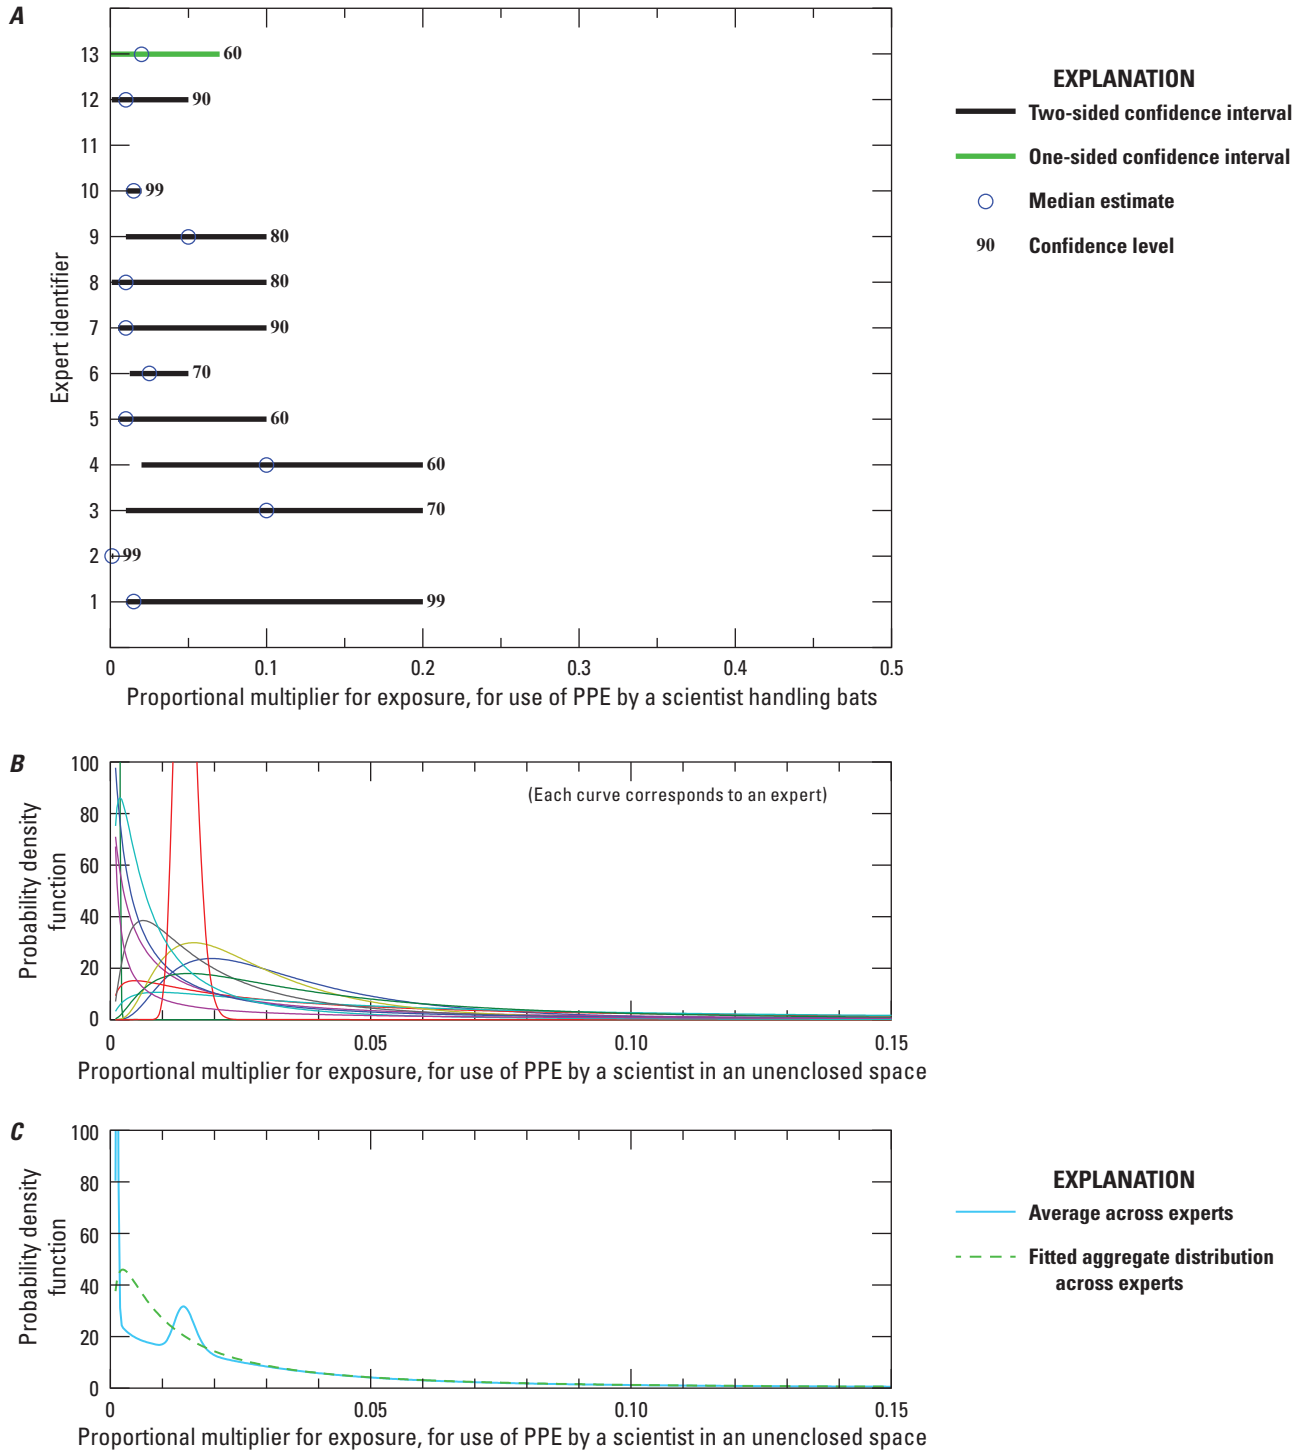 A
13
60
12
90
11
10
99
9
80
8
80
7
90
6
70
5
60
4
60
3
70
2
99
1
99
Expert identifier
0
0.1
0.2
0.3
0.4
0.5
Proportional multiplier for exposure, for use of PPE by a scientist handling bats
EXPLANATION
Two-sided confidence interval
One-sided confidence interval
Median estimate
90 Confidence level
B
100
80
60
40
20
0
Probability density
function
(Each curve corresponds to an expert)
0
0.05
0.10
0.15
Proportional multiplier for exposure, for use of PPE by a scientist in an unenclosed space
C
100
80
60
40
20
0
Probability density
function
0
0.05
0.10
0.15
Proportional multiplier for exposure, for use of PPE by a scientist in an unenclosed space
EXPLANATION
Average across experts
Fitted aggregate distribution
across experts